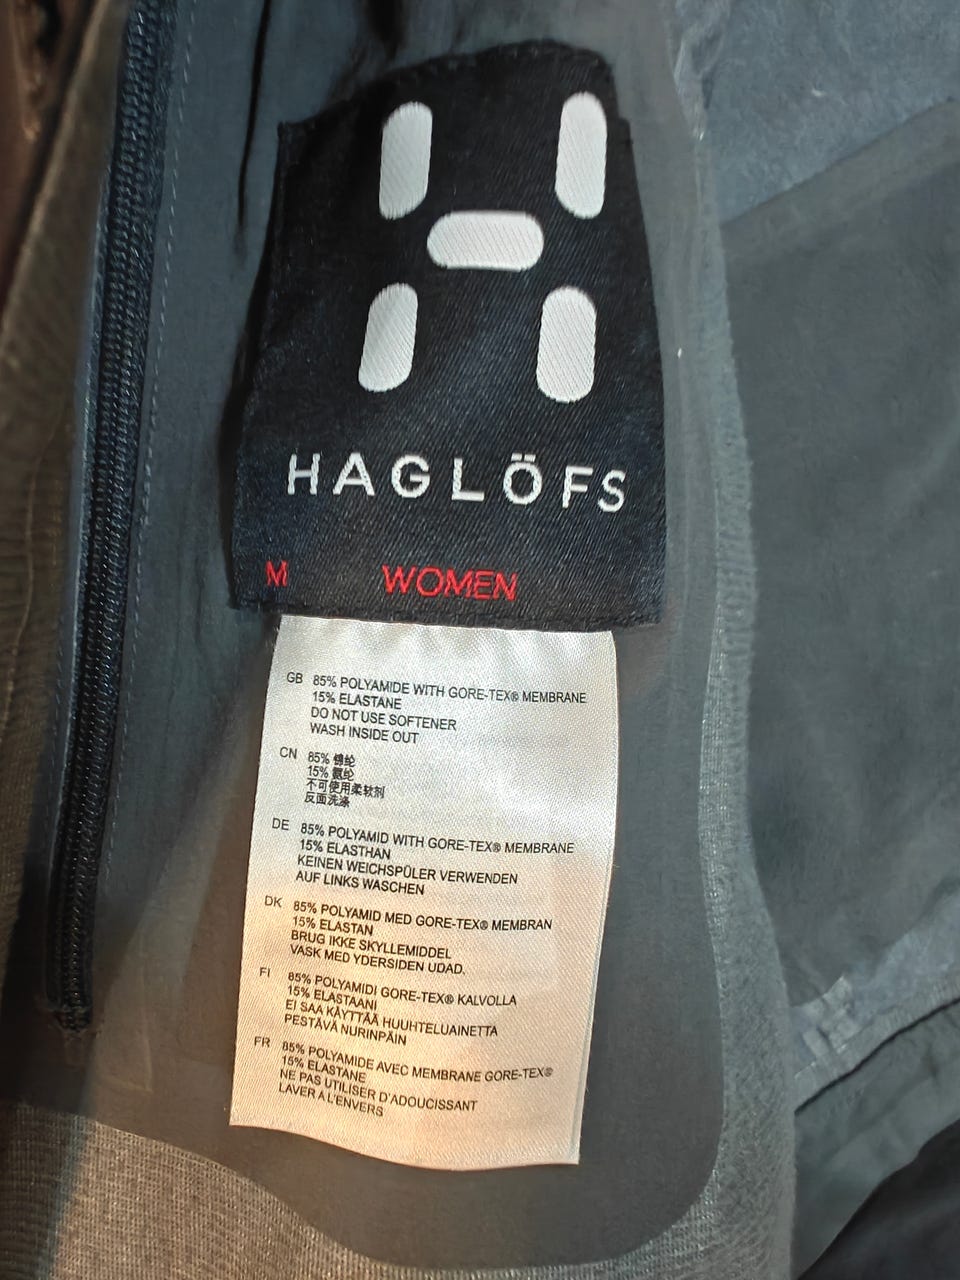 HAGLÖFS
M WOMEN
GB 85% POLYAMIDE WITH GORE-TEX® MEMBRANE
15% ELASTANE
DO NOT USE SOFTENER
WASH INSIDE OUT
CN 85% 锦纶
15% 氨纶
不可使用柔软剂
反面洗涤
DE 85% POLYAMID WITH GORE-TEX® MEMBRANE
15% ELASTHAN
KEINEN WEICHSPÜLER VERWENDEN
AUF LINKS WASCHEN
DK 85% POLYAMID MED GORE-TEX® MEMBRAN
15% ELASTAN
BRUG IKKE SKYLLEMIDDEL
VASK MED YDERSIDEN UDAD.
FI 85% POLYAMIDI GORE-TEX® KALVOLLA
15% ELASTAANI
EI SAA KÄYTTÄÄ HUUHTELUAINETTA
PESTÄVÄ NURINPÄIN
FR 85% POLYAMIDE AVEC MEMBRANE GORE-TEX®
15% ELASTANE
NE PAS UTILISER D'ADOUCISSANT
LAVER A L'ENVERS